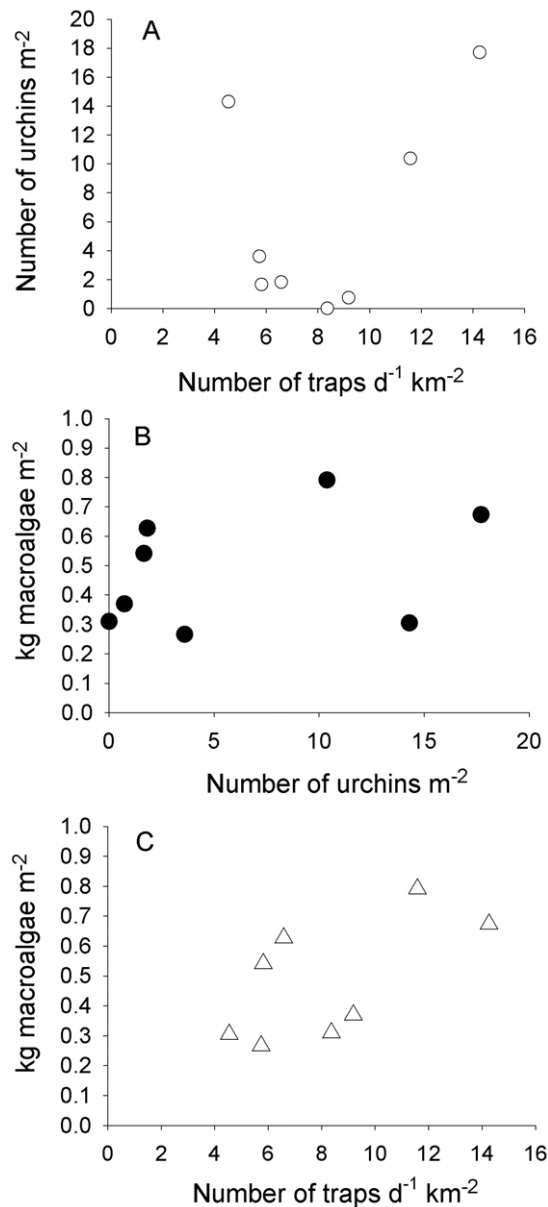 A
20
18
16
14
12
10
8
6
4
2
0
Number of urchins m-2
0 2 4 6 8 10 12 14 16
Number of traps d-1 km-2
B
1.0
0.9
0.8
0.7
0.6
0.5
0.4
0.3
0.2
0.1
0.0
kg macroalgae m-2
0 5 10 15 20
Number of urchins m-2
C
1.0
0.9
0.8
0.7
0.6
0.5
0.4
0.3
0.2
0.1
0.0
kg macroalgae m-2
0 2 4 6 8 10 12 14 16
Number of traps d-1 km-2